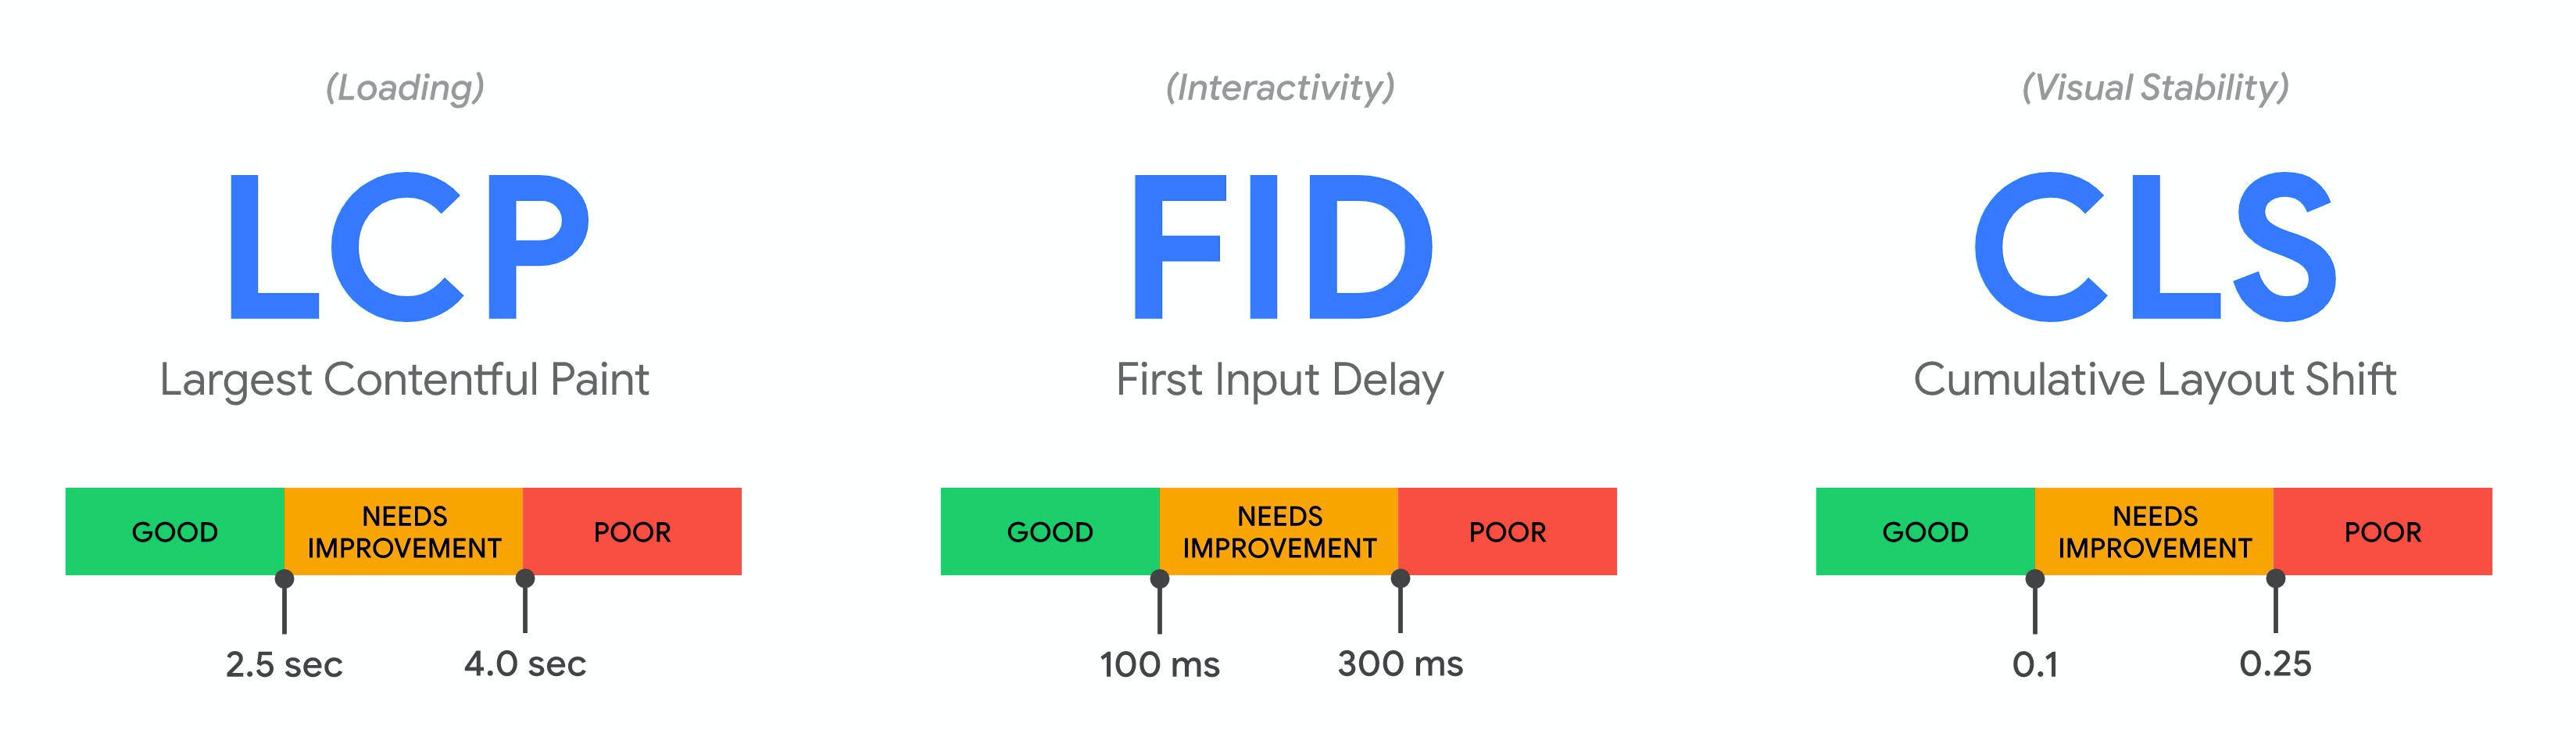 (Loading)
LCP
Largest Contentful Paint
GOOD
NEEDS
IMPROVEMENT
POOR
2.5 sec
4.0 sec
(Interactivity)
FID
First Input Delay
GOOD
NEEDS
IMPROVEMENT
POOR
100 ms
300 ms
(Visual Stability)
CLS
Cumulative Layout Shift
GOOD
NEEDS
IMPROVEMENT
POOR
0.1
0.25